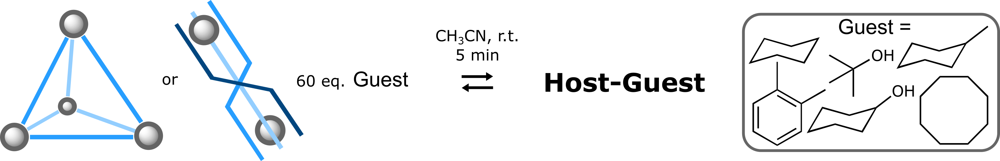 or
60 eq. Guest
CH₃CN, r.t.
5 min
Host-Guest
Guest =
OH
OH